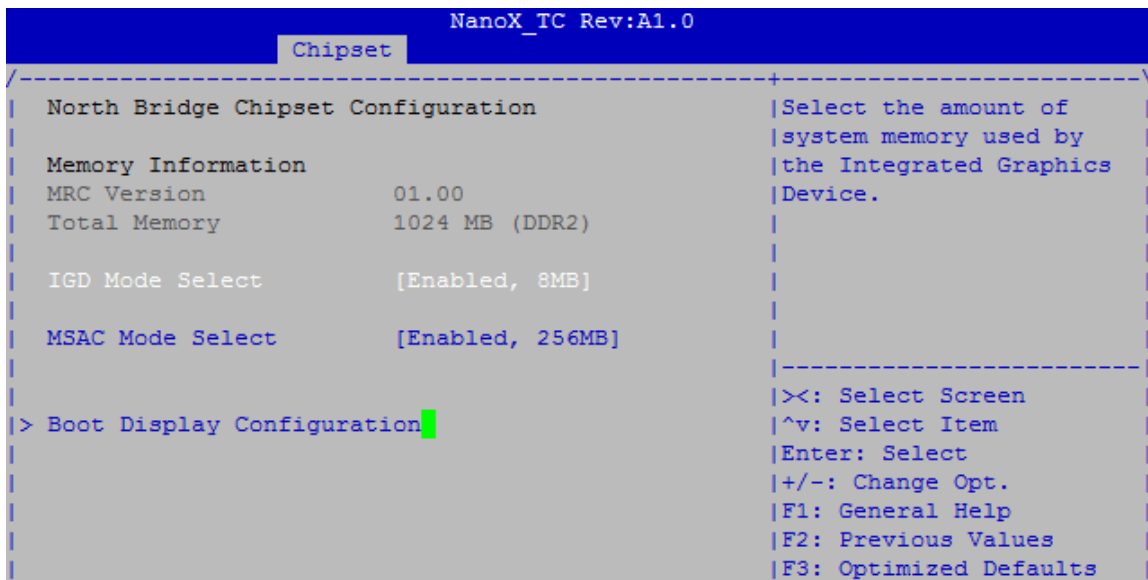 NanoX_TC Rev:A1.0
Chipset
North Bridge Chipset Configuration
Memory Information
MRC Version 01.00
Total Memory 1024 MB (DDR2)
IGD Mode Select [Enabled, 8MB]
MSAC Mode Select [Enabled, 256MB]
> Boot Display Configuration
Select the amount of
system memory used by
the Integrated Graphics
Device.
><: Select Screen
^v: Select Item
Enter: Select
+/-: Change Opt.
F1: General Help
F2: Previous Values
F3: Optimized Defaults